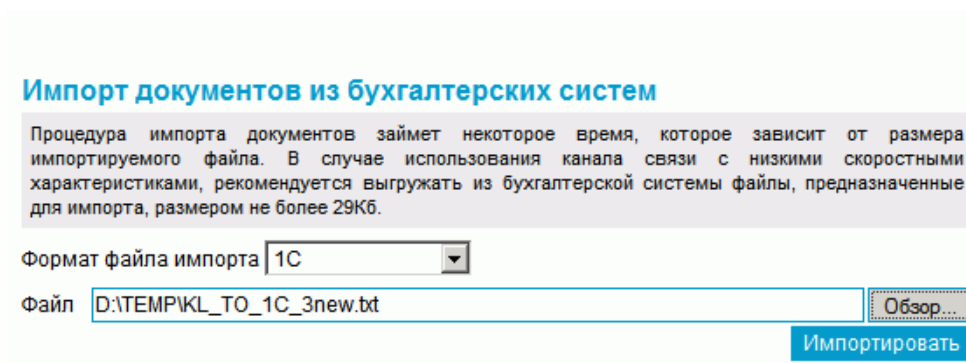 Импорт документов из бухгалтерских систем
Процедура импорта документов займет некоторое время, которое зависит от размера
импортируемого файла. В случае использования канала связи с низкими скоростными
характеристиками, рекомендуется выгружать из бухгалтерской системы файлы, предназначенные
для импорта, размером не более 29Кб.
Формат файла импорта 1С
Файл D:\TEMP\KL_TO_1C_3new.txt Обзор...
Импортировать